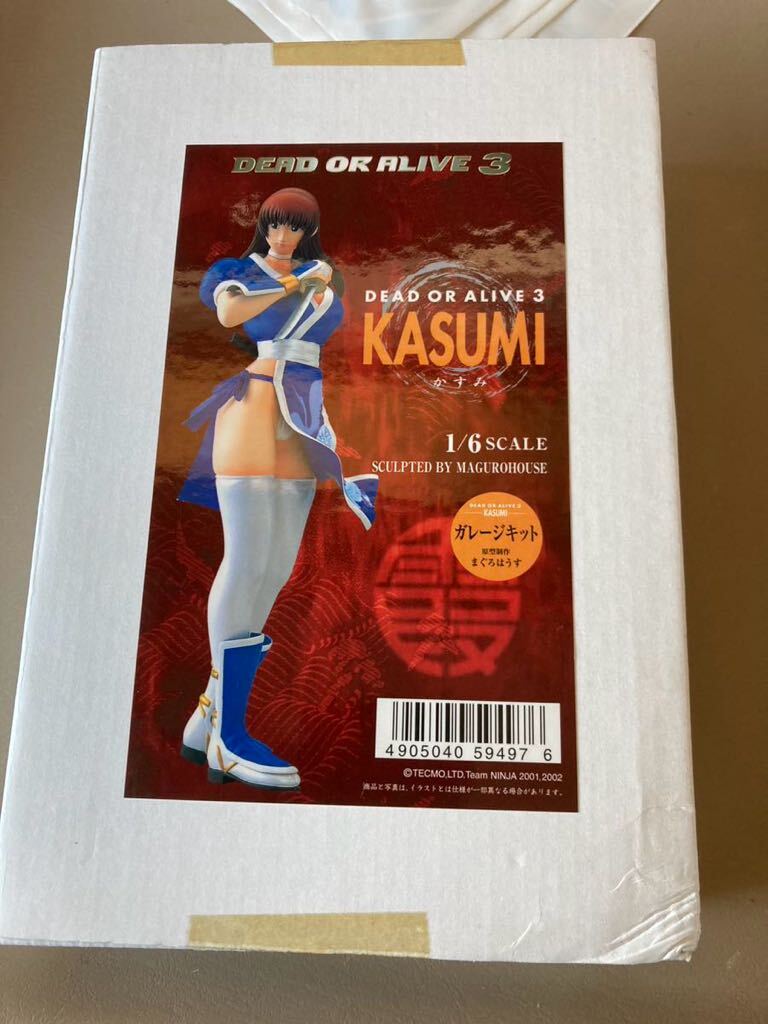 DEAD OR ALIVE 3
DEAD OR ALIVE 3
KASUMI
かすみ
1/6 SCALE
SCULPTED BY MAGUROHOUSE
DEAD OR ALIVE 3
KASUMI
ガレージキット
原型制作
まぐろはうす
霞
4905040 59497 6
©TECMO,LTD.Team NINJA 2001,2002
商品と写真は、イラストとは仕様が一部異なる場合があります。